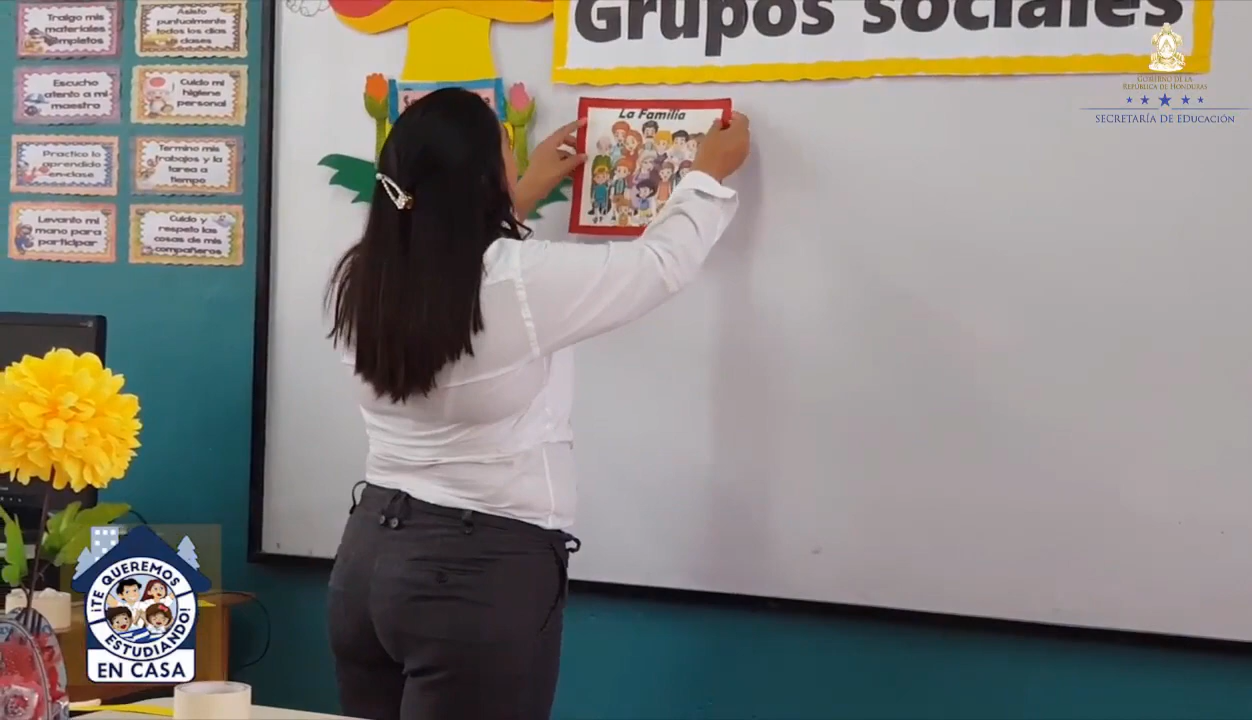 Grupos sociales
Traigo mis
materiales
completos
Asisto
puntualmente
todos los días
a clases
Escucho
atento a mi
maestro
Cuido mi
higiene
personal
Practico lo
aprendido
en clase
Termino mis
trabajos y la
tarea a
tiempo
Levanto mi
mano para
participar
Cuido y
respeto las
cosas de mis
compañeros
La Familia
GOBIERNO DE LA
REPÚBLICA DE HONDURAS
SECRETARÍA DE EDUCACIÓN
¡TE QUEREMOS
ESTUDIANDO!
EN CASA